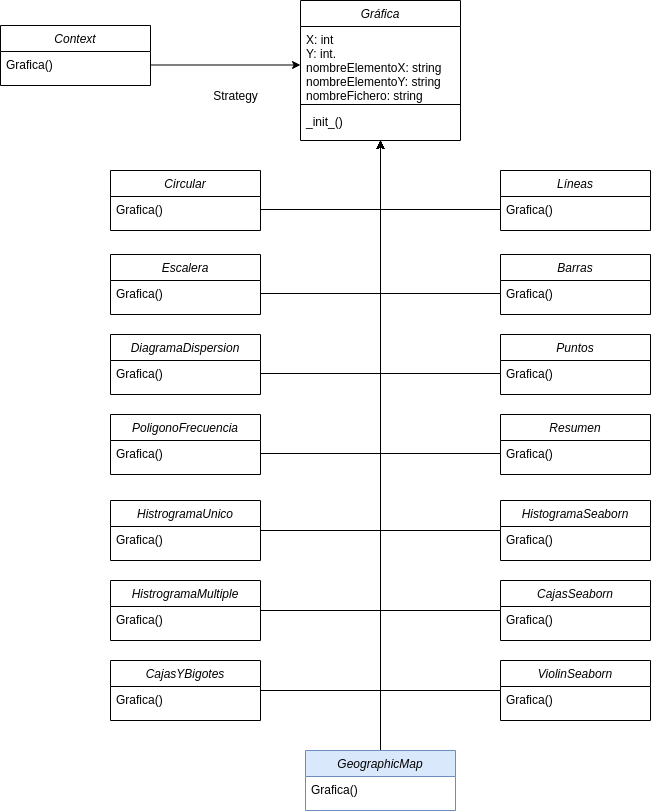 Gráfica
X: int
Y: int.
nombreElementoX: string
nombreElementoY: string
nombreFichero: string
_init_()
Context
Grafica()
Strategy
Circular
Grafica()
Líneas
Grafica()
Escalera
Grafica()
Barras
Grafica()
DiagramaDispersion
Grafica()
Puntos
Grafica()
PoligonoFrecuencia
Grafica()
Resumen
Grafica()
HistrogramaUnico
Grafica()
HistogramaSeaborn
Grafica()
HistrogramaMultiple
Grafica()
CajasSeaborn
Grafica()
CajasYBigotes
Grafica()
ViolinSeaborn
Grafica()
GeographicMap
Grafica()